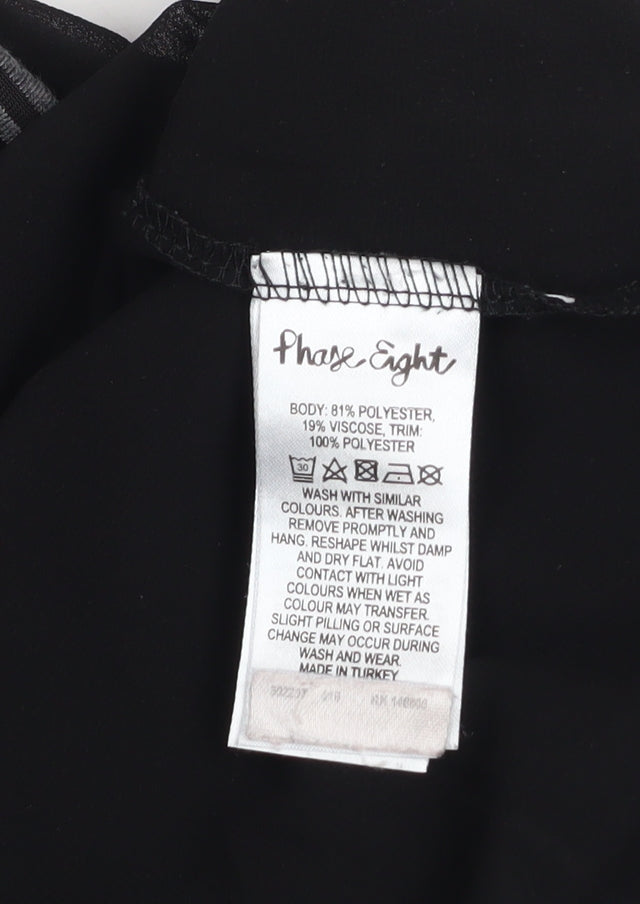 Phase Eight
BODY: 81% POLYESTER,
19% VISCOSE, TRIM:
100% POLYESTER
30
WASH WITH SIMILAR
COLOURS. AFTER WASHING
REMOVE PROMPTLY AND
HANG. RESHAPE WHILST DAMP
AND DRY FLAT. AVOID
CONTACT WITH LIGHT
COLOURS WHEN WET AS
COLOUR MAY TRANSFER.
SLIGHT PILLING OR SURFACE
CHANGE MAY OCCUR DURING
WASH AND WEAR.
MADE IN TURKEY